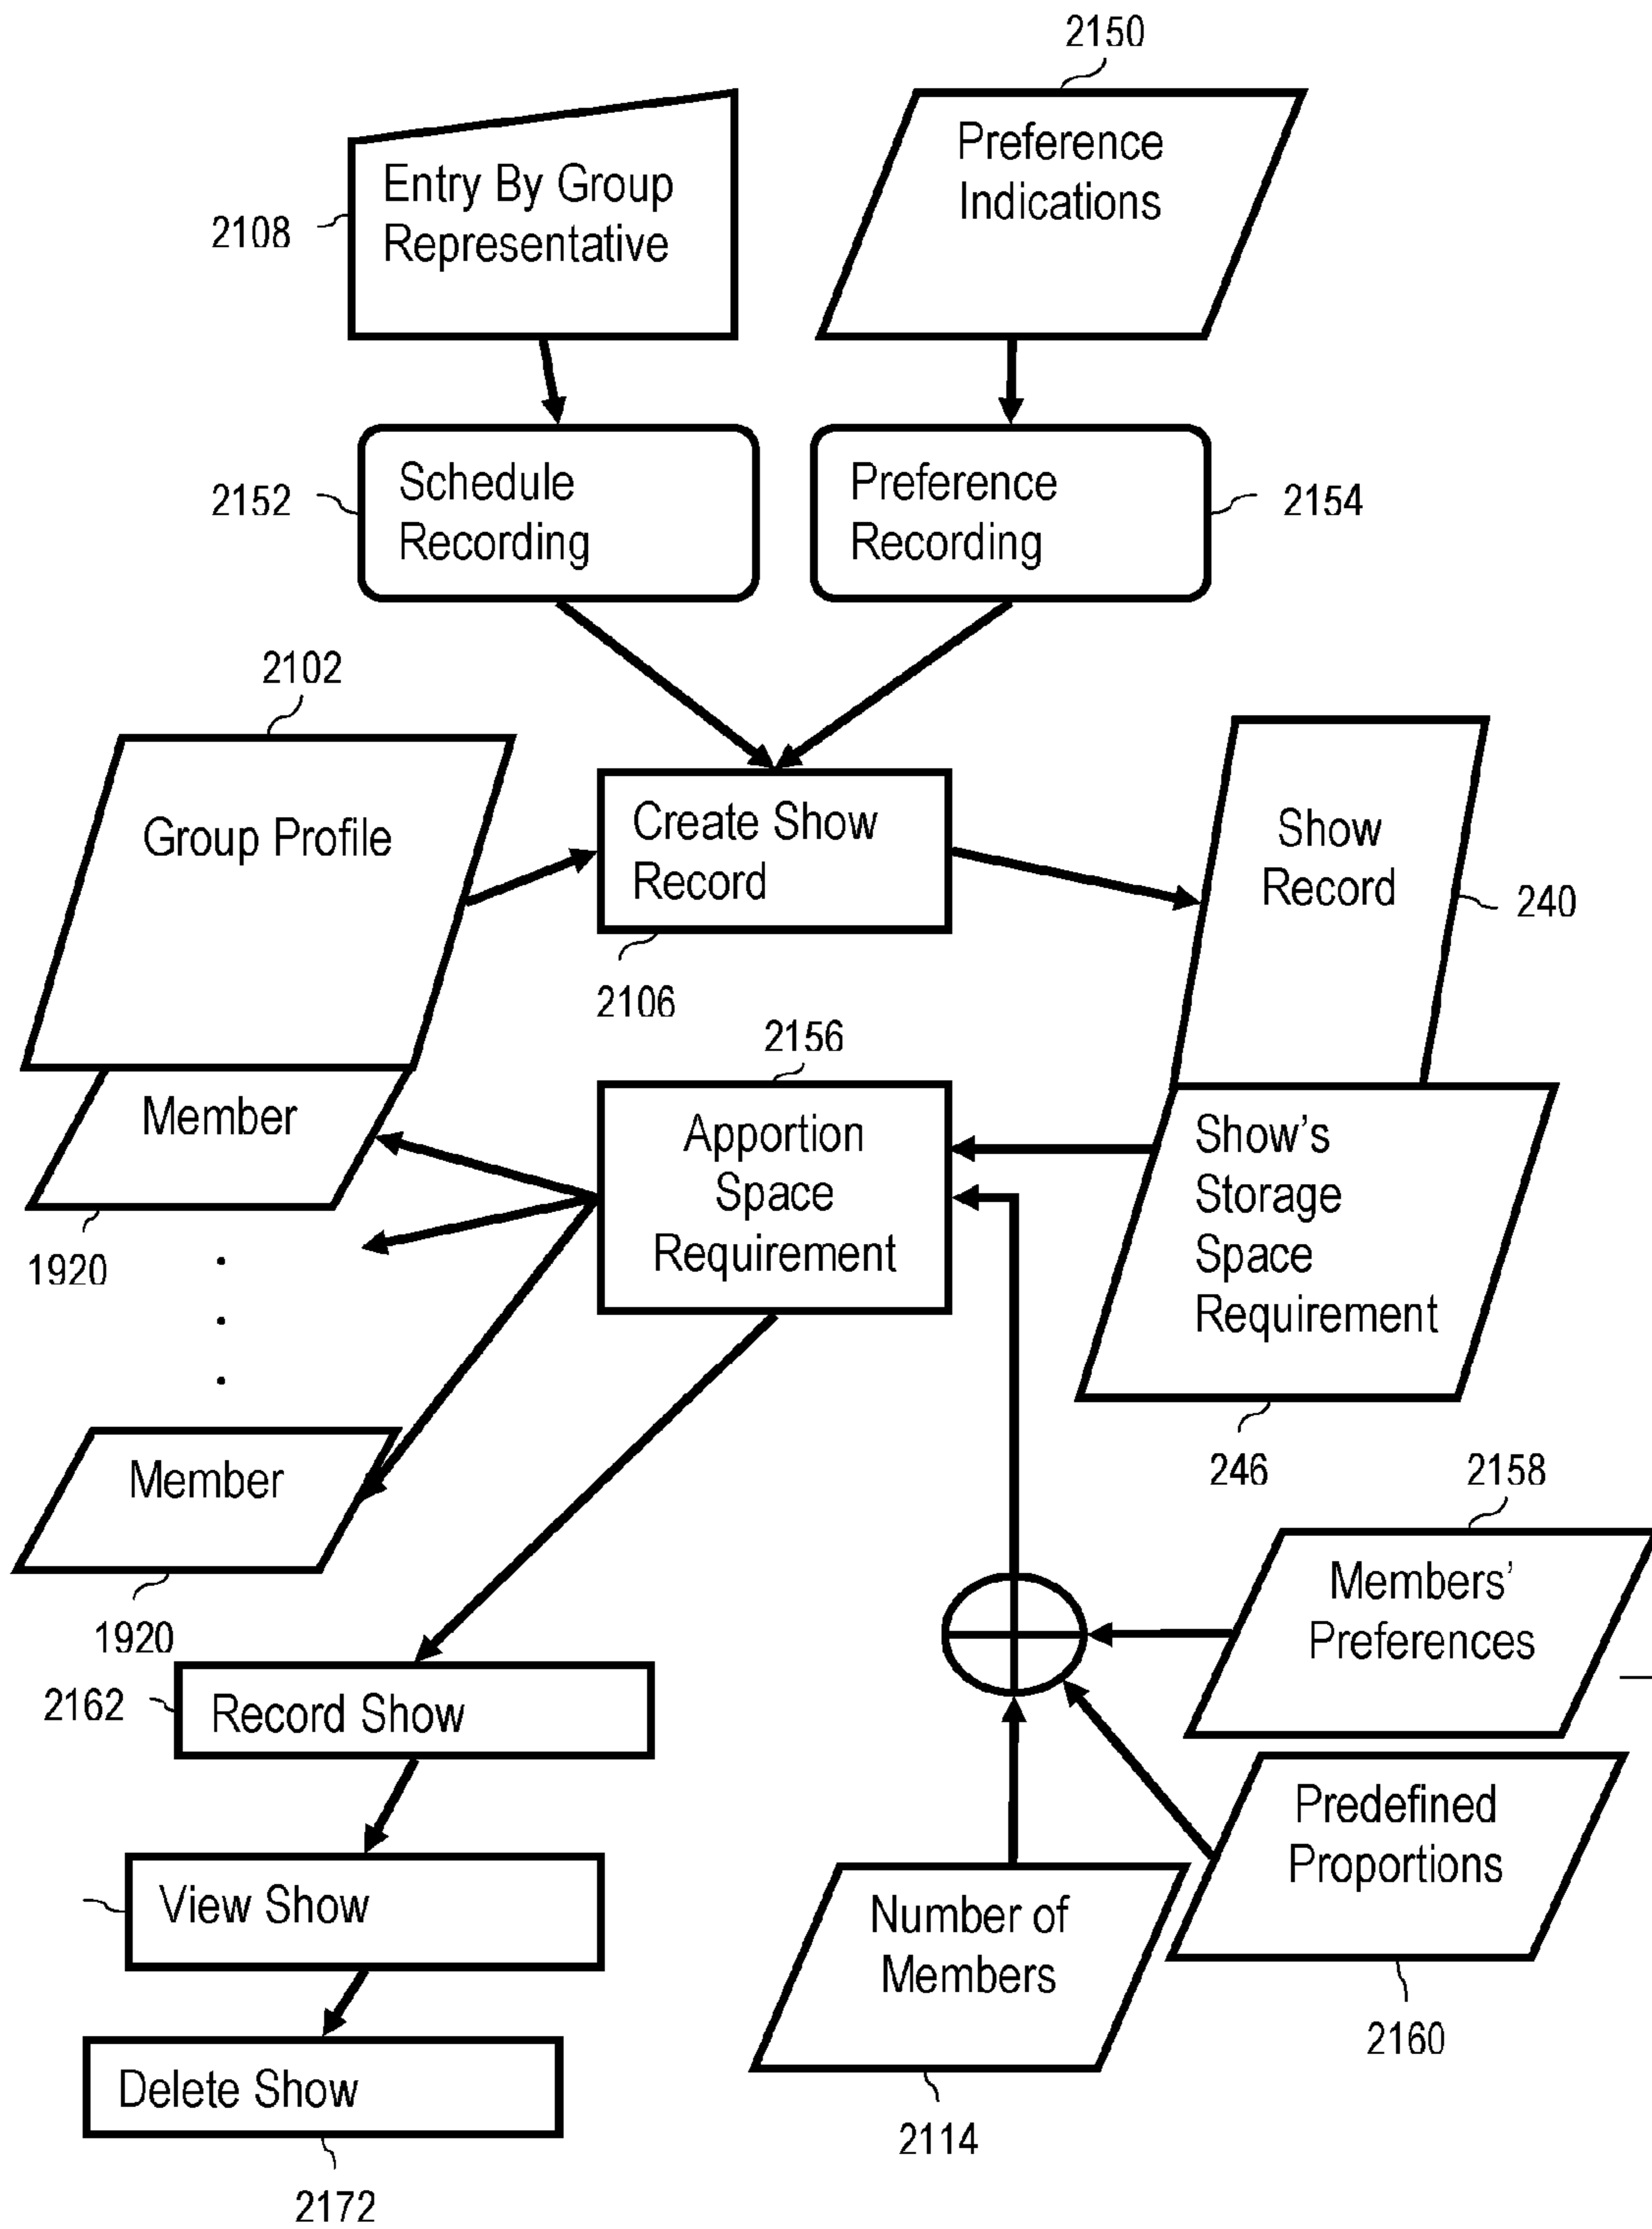 2150
Entry By Group
Representative
Preference
Indications
2108
Schedule
Recording
Preference
Recording
2152
2154
2102
Group Profile
Create Show
Record
Show
Record
240
2106
2156
Member
Apportion
Space
Requirement
Show's
Storage
Space
Requirement
1920
246
2158
Member
Members'
Preferences
1920
2162
Record Show
Predefined
Proportions
View Show
Number of
Members
2160
Delete Show
2114
2172